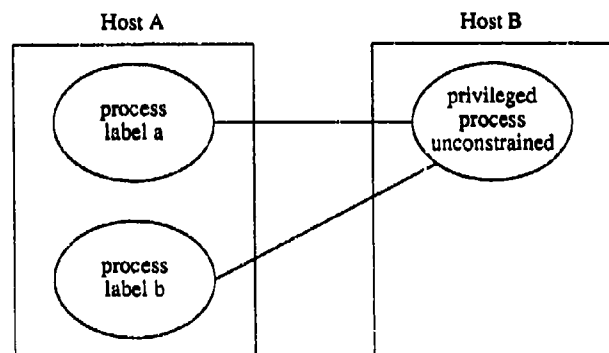 Host A
Host B
process
label a
privileged
process
unconstrained
process
label b